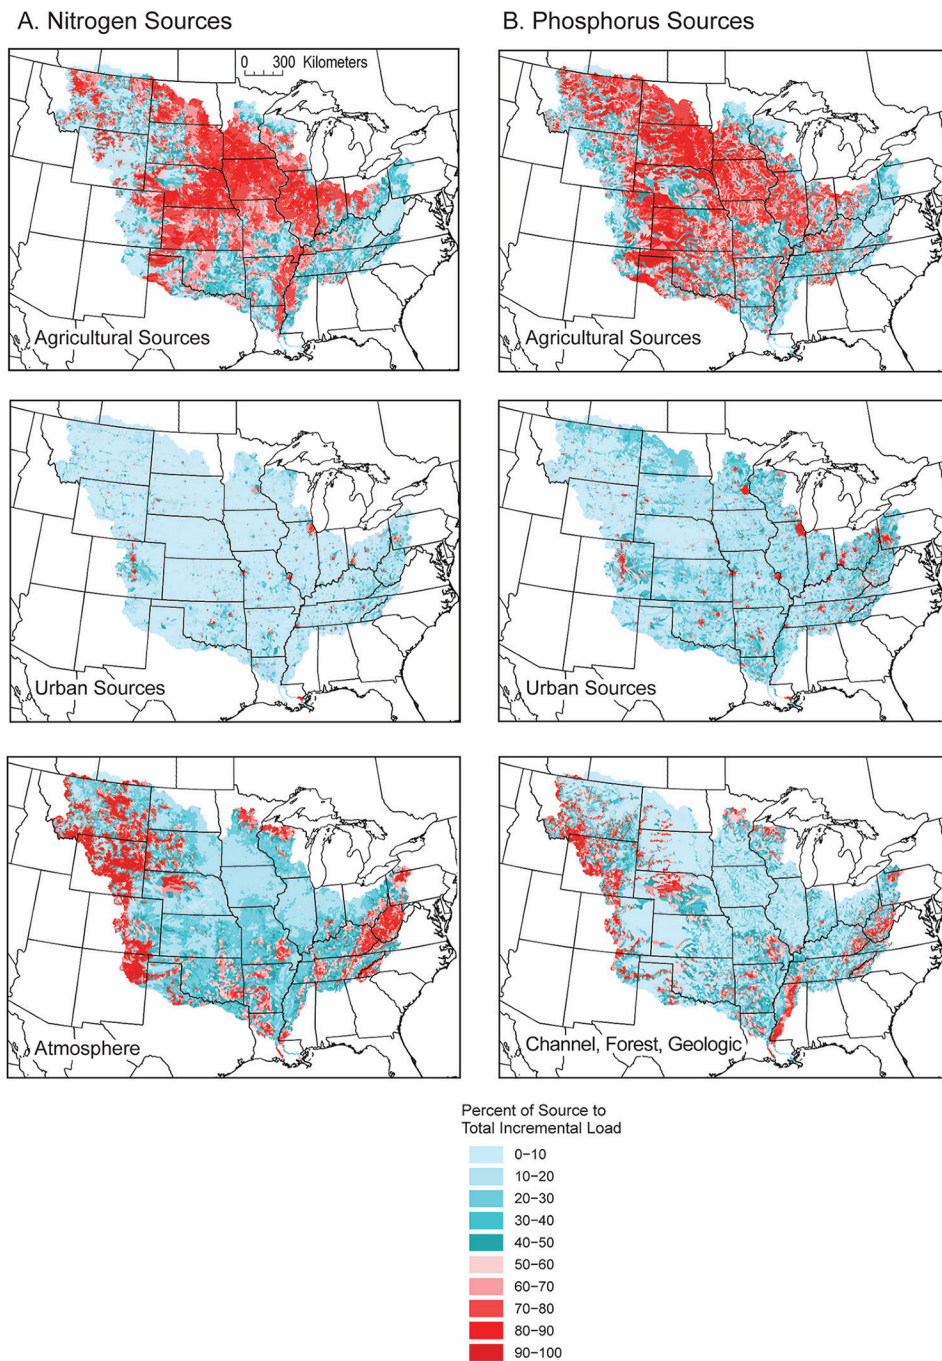 A. Nitrogen Sources
B. Phosphorus Sources
0 300 Kilometers
Agricultural Sources
Agricultural Sources
Urban Sources
Urban Sources
Atmosphere
Channel, Forest, Geologic
Percent of Source to
Total Incremental Load
0–10
10–20
20–30
30–40
40–50
50–60
60–70
70–80
80–90
90–100